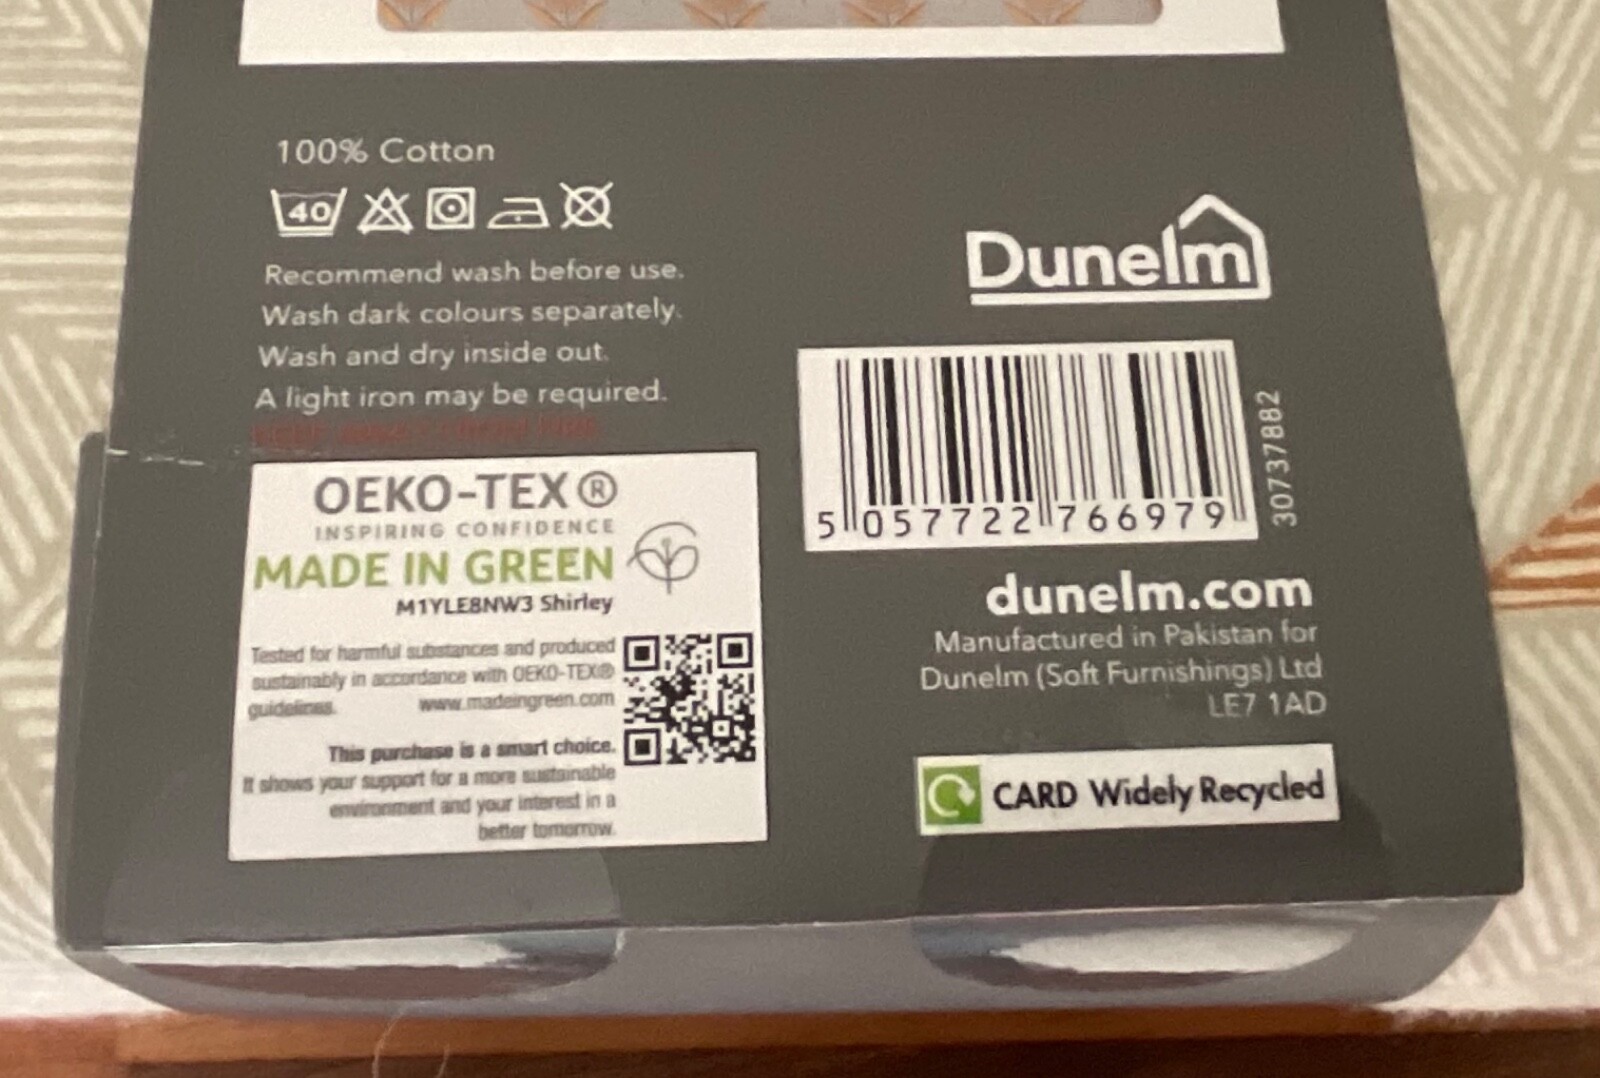 100% Cotton
40
Recommend wash before use.
Wash dark colours separately.
Wash and dry inside out.
A light iron may be required.
KEEP AWAY FROM FIRE
OEKO-TEX®
INSPIRING CONFIDENCE
MADE IN GREEN
M1YLE8NW3 Shirley
Tested for harmful substances and produced
sustainably in accordance with OEKO-TEX®
guidelines. www.madeingreen.com
This purchase is a smart choice.
It shows your support for a more sustainable
environment and your interest in a
better tomorrow.
Dunelm
5 057722 766979
30737882
dunelm.com
Manufactured in Pakistan for
Dunelm (Soft Furnishings) Ltd
LE7 1AD
CARD Widely Recycled